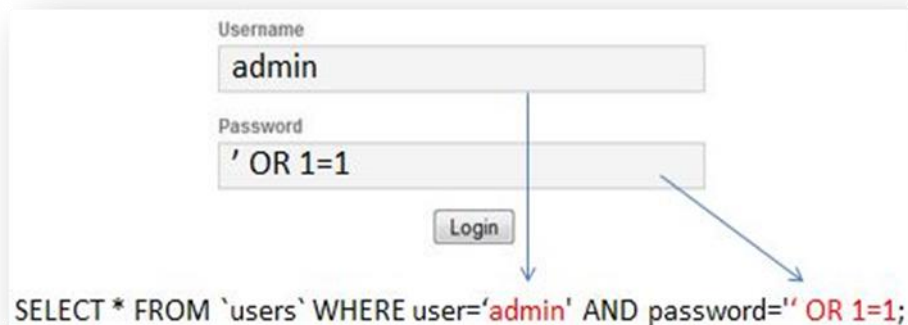 Username
admin
Password
’ OR 1=1
Login
SELECT * FROM `users` WHERE user=‘admin' AND password='‘ OR 1=1;